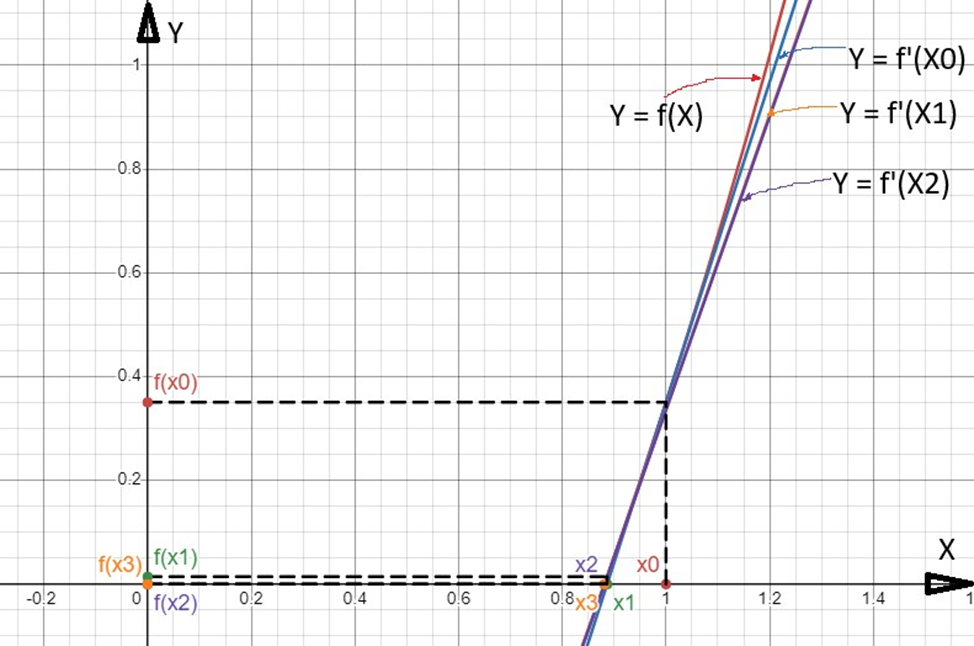 Y
1
Y = f'(X0)
Y = f(X)
Y = f'(X1)
0.8
Y = f'(X2)
0.6
0.4
f(x0)
0.2
f(x3)
f(x1)
x2
x0
X
-0.2
0
f(x2)
0.2
0.4
0.6
0.8
x3
x1
1
1.2
1.4